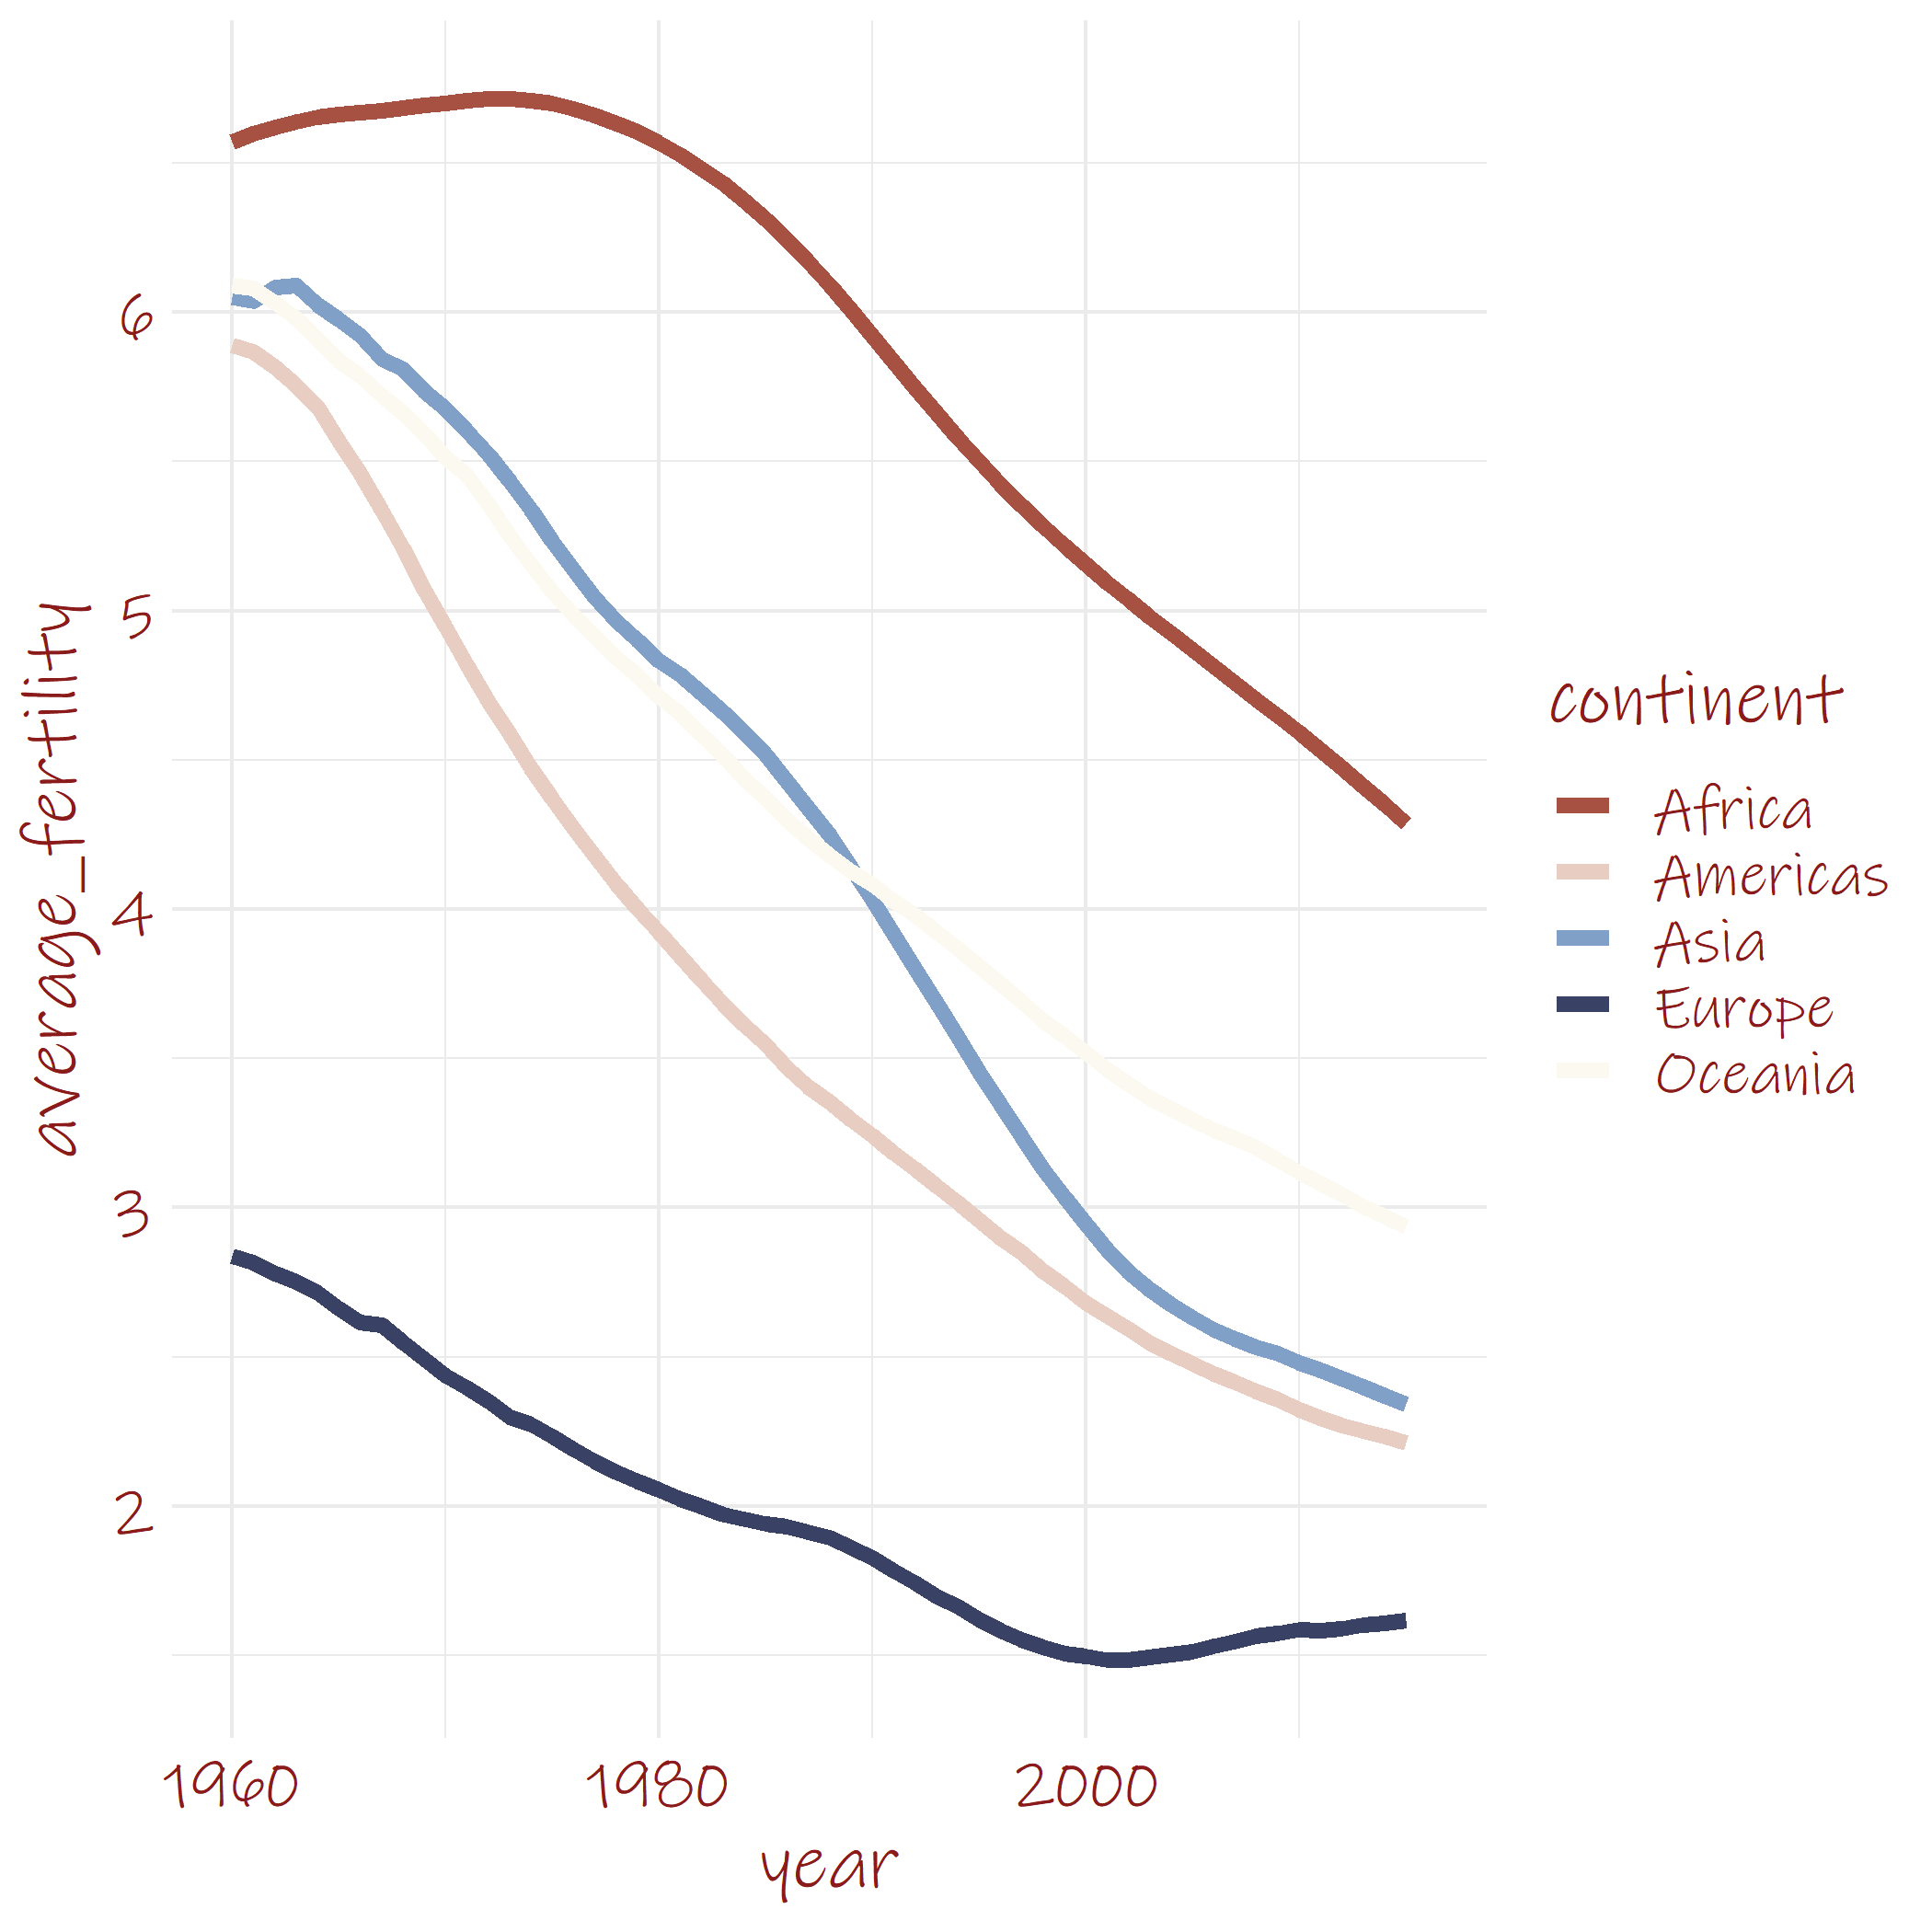 6
5
4
3
2
average_fertility
1960
1980
2000
year
continent
Africa
Americas
Asia
Europe
Oceania